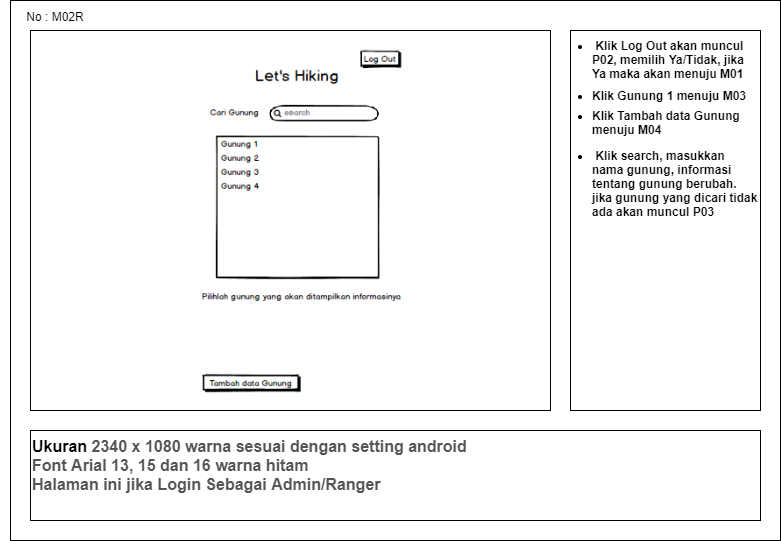 No : M02R
Log Out
Let's Hiking
Cari Gunung
search
Gunung 1
Gunung 2
Gunung 3
Gunung 4
Pilihlah gunung yang akan ditampilkan informasinya
Tambah data Gunung
Klik Log Out akan muncul
P02, memilih Ya/Tidak, jika
Ya maka akan menuju M01
Klik Gunung 1 menuju M03
Klik Tambah data Gunung
menuju M04
Klik search, masukkan
nama gunung, informasi
tentang gunung berubah.
jika gunung yang dicari tidak
ada akan muncul P03
Ukuran 2340 x 1080 warna sesuai dengan setting android
Font Arial 13, 15 dan 16 warna hitam
Halaman ini jika Login Sebagai Admin/Ranger